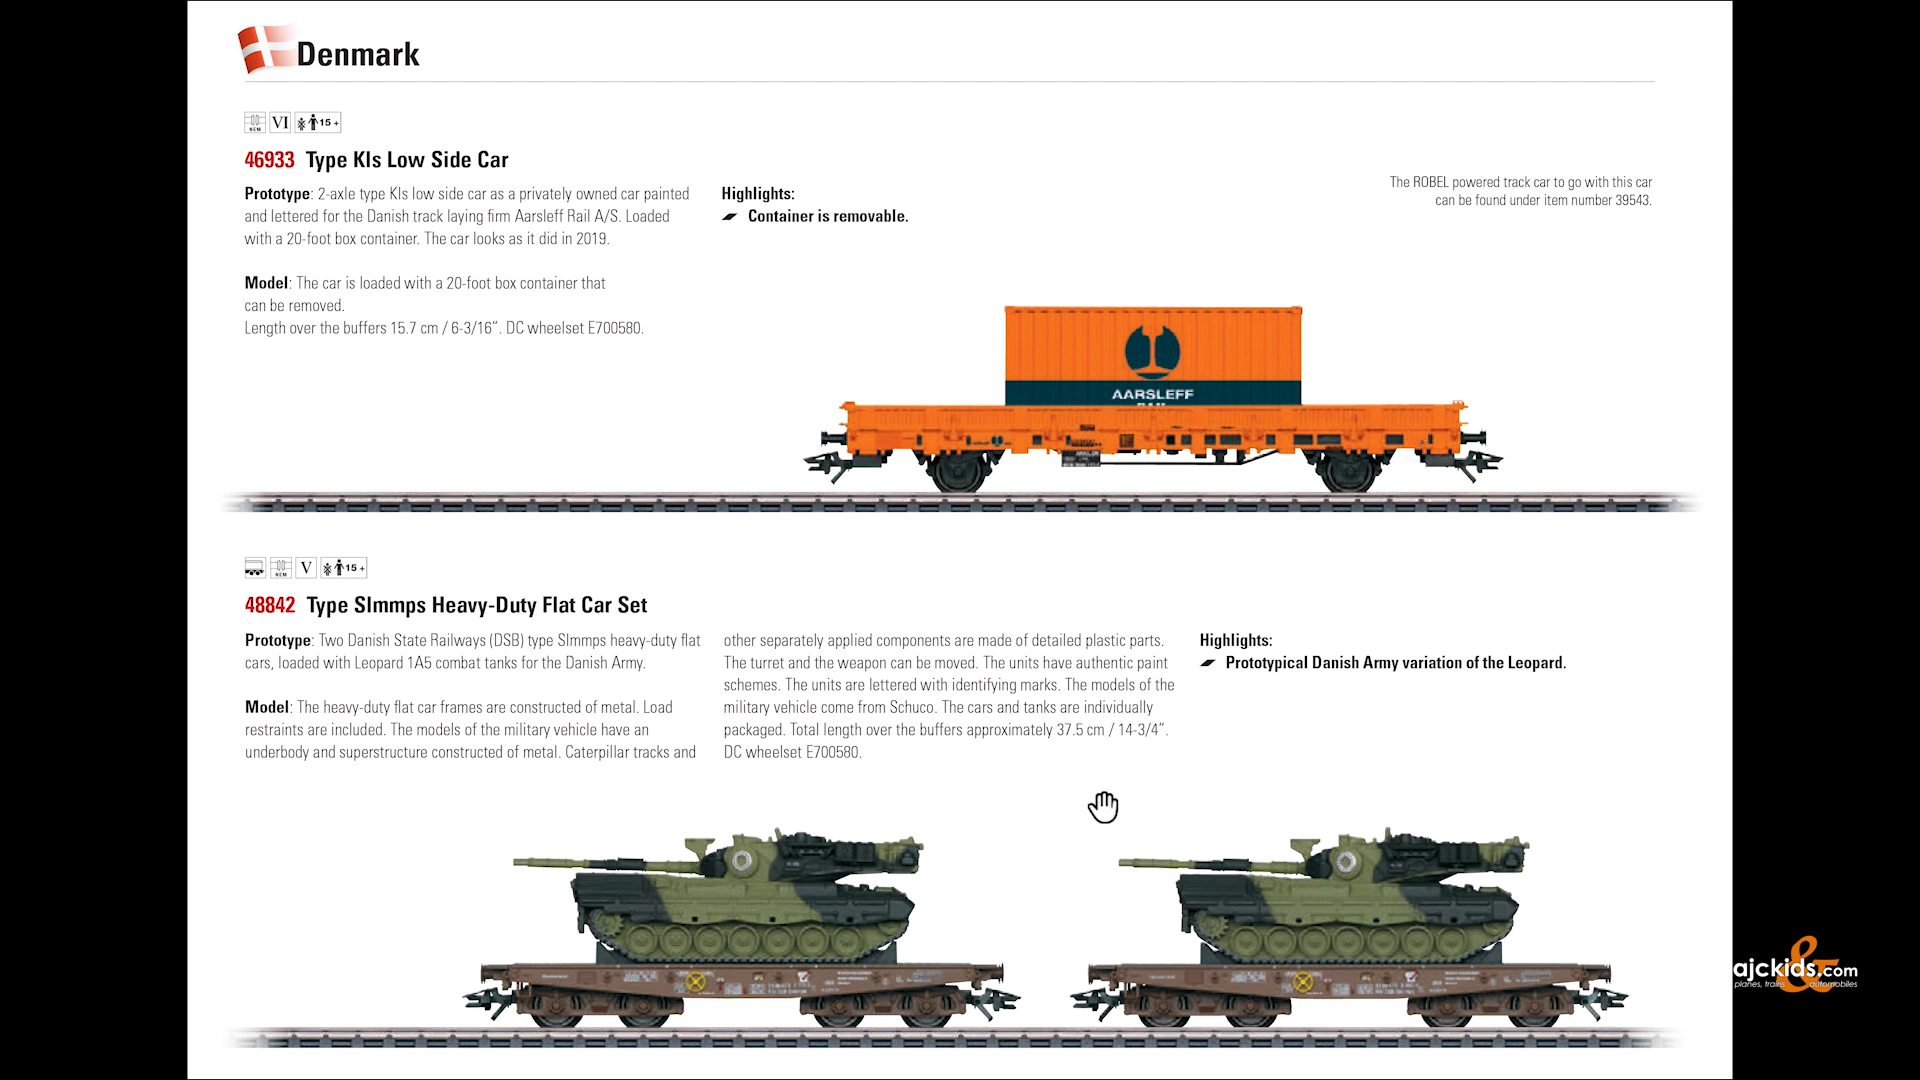 Denmark
NEM VI 15 +
46933 Type Kls Low Side Car
Prototype: 2-axle type Kls low side car as a privately owned car painted
and lettered for the Danish track laying firm Aarsleff Rail A/S. Loaded
with a 20-foot box container. The car looks as it did in 2019.
Model: The car is loaded with a 20-foot box container that
can be removed.
Length over the buffers 15.7 cm / 6-3/16”. DC wheelset E700580.
Highlights:
Container is removable.
The ROBEL powered track car to go with this car
can be found under item number 39543.
AARSLEFF
NEM V 15 +
48842 Type Slmmps Heavy-Duty Flat Car Set
Prototype: Two Danish State Railways (DSB) type Slmmps heavy-duty flat
cars, loaded with Leopard 1A5 combat tanks for the Danish Army.
Model: The heavy-duty flat car frames are constructed of metal. Load
restraints are included. The models of the military vehicle have an
underbody and superstructure constructed of metal. Caterpillar tracks and
other separately applied components are made of detailed plastic parts.
The turret and the weapon can be moved. The units have authentic paint
schemes. The units are lettered with identifying marks. The models of the
military vehicle come from Schuco. The cars and tanks are individually
packaged. Total length over the buffers approximately 37.5 cm / 14-3/4”.
DC wheelset E700580.
Highlights:
Prototypical Danish Army variation of the Leopard.
ajckids.com
planes, trains & automobiles